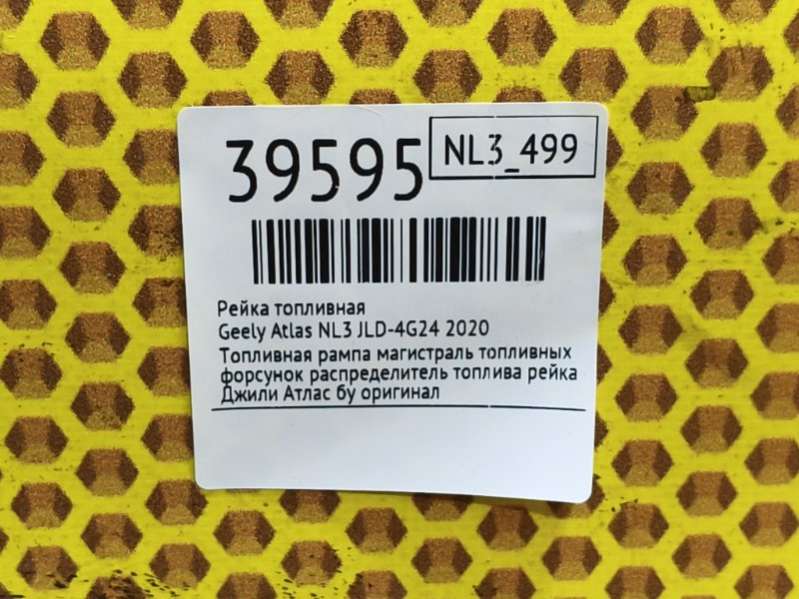 39595
NL3_499
Рейка топливная
Geely Atlas NL3 JLD-4G24 2020
Топливная рампа магистраль топливных
форсунок распределитель топлива рейка
Джили Атлас бу оригинал